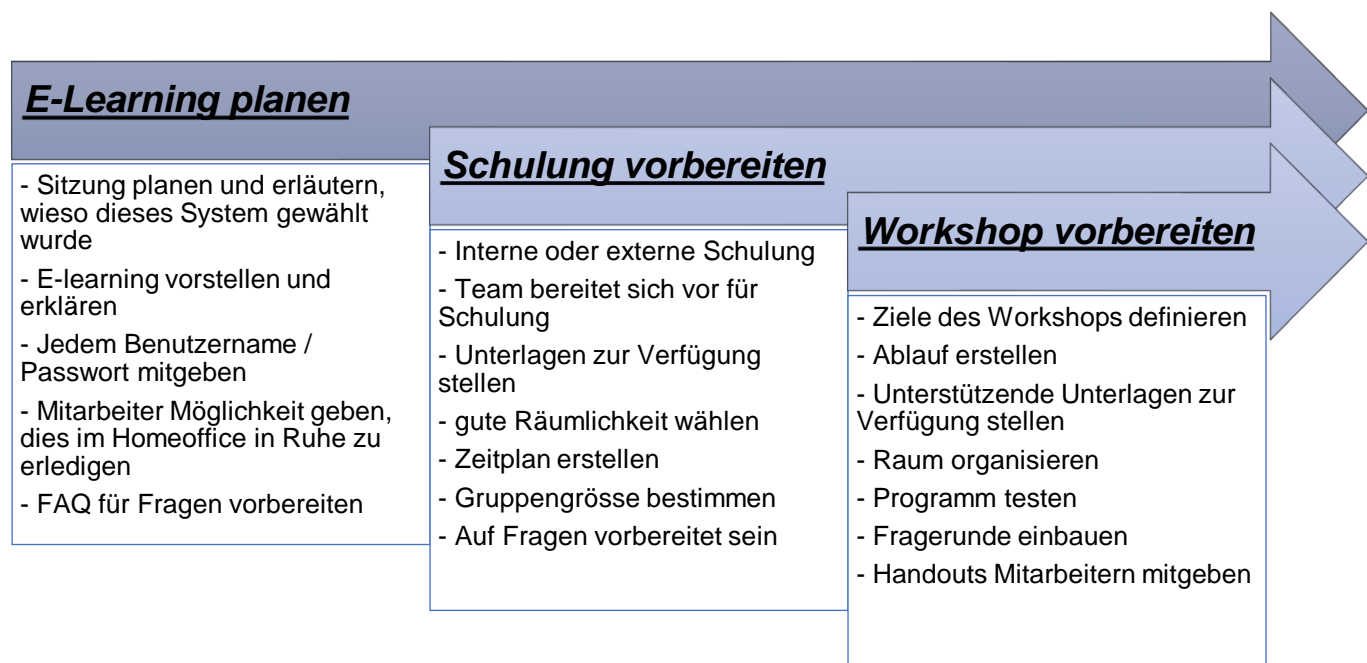 E-Learning planen
- Sitzung planen und erläutern,
wieso dieses System gewählt
wurde
- E-learning vorstellen und
erklären
- Jedem Benutzername /
Passwort mitgeben
- Mitarbeiter Möglichkeit geben,
dies im Homeoffice in Ruhe zu
erledigen
- FAQ für Fragen vorbereiten
Schulung vorbereiten
- Interne oder externe Schulung
- Team bereitet sich vor für
Schulung
- Unterlagen zur Verfügung
stellen
- gute Räumlichkeit wählen
- Zeitplan erstellen
- Gruppengrösse bestimmen
- Auf Fragen vorbereitet sein
Workshop vorbereiten
- Ziele des Workshops definieren
- Ablauf erstellen
- Unterstützende Unterlagen zur
Verfügung stellen
- Raum organisieren
- Programm testen
- Fragerunde einbauen
- Handouts Mitarbeitern mitgeben